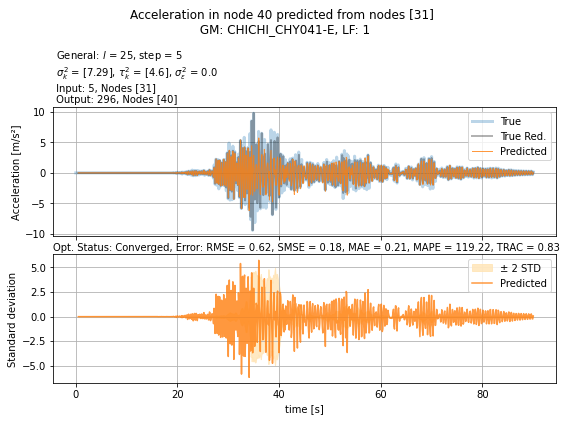 Acceleration in node 40 predicted from nodes [31]
GM: CHICHI_CHY041-E, LF: 1
General: l = 25, step = 5
σ²ₖ = [7.29], τ²ₖ = [4.6], σ²ₑ = 0.0
Input: 5, Nodes [31]
Output: 296, Nodes [40]
Acceleration [m/s²]
10
5
0
−5
−10
True
True Red.
Predicted
Opt. Status: Converged, Error: RMSE = 0.62, SMSE = 0.18, MAE = 0.21, MAPE = 119.22, TRAC = 0.83
Standard deviation
5.0
2.5
0.0
−2.5
−5.0
± 2 STD
Predicted
0 20 40 60 80
time [s]